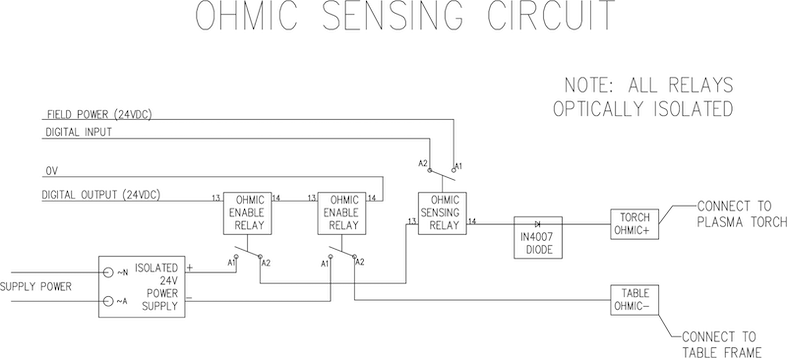 OHMIC SENSING CIRCUIT
NOTE: ALL RELAYS
OPTICALLY ISOLATED
FIELD POWER (24VDC)
DIGITAL INPUT
A2
A1
0V
DIGITAL OUTPUT (24VDC)
13
OHMIC
ENABLE
RELAY
14
13
OHMIC
ENABLE
RELAY
14
13
OHMIC
SENSING
RELAY
14
IN4007
DIODE
TORCH
OHMIC+
CONNECT TO
PLASMA TORCH
A1
A2
A1
A2
SUPPLY POWER
~N
~A
ISOLATED
24V
POWER
SUPPLY
+
-
TABLE
OHMIC-
CONNECT TO
TABLE FRAME